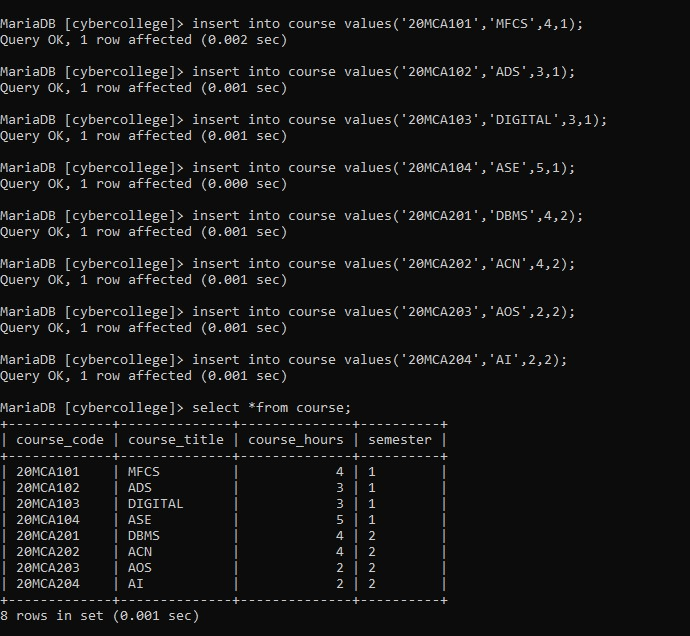 MariaDB [cybercollege]> insert into course values('20MCA101','MFCS',4,1);
Query OK, 1 row affected (0.002 sec)
MariaDB [cybercollege]> insert into course values('20MCA102','ADS',3,1);
Query OK, 1 row affected (0.001 sec)
MariaDB [cybercollege]> insert into course values('20MCA103','DIGITAL',3,1);
Query OK, 1 row affected (0.001 sec)
MariaDB [cybercollege]> insert into course values('20MCA104','ASE',5,1);
Query OK, 1 row affected (0.000 sec)
MariaDB [cybercollege]> insert into course values('20MCA201','DBMS',4,2);
Query OK, 1 row affected (0.001 sec)
MariaDB [cybercollege]> insert into course values('20MCA202','ACN',4,2);
Query OK, 1 row affected (0.001 sec)
MariaDB [cybercollege]> insert into course values('20MCA203','AOS',2,2);
Query OK, 1 row affected (0.001 sec)
MariaDB [cybercollege]> insert into course values('20MCA204','AI',2,2);
Query OK, 1 row affected (0.001 sec)
MariaDB [cybercollege]> select *from course;
+-------------+--------------+--------------+----------+
| course_code | course_title | course_hours | semester |
+-------------+--------------+--------------+----------+
| 20MCA101    | MFCS         |            4 | 1        |
| 20MCA102    | ADS          |            3 | 1        |
| 20MCA103    | DIGITAL      |            3 | 1        |
| 20MCA104    | ASE          |            5 | 1        |
| 20MCA201    | DBMS         |            4 | 2        |
| 20MCA202    | ACN          |            4 | 2        |
| 20MCA203    | AOS          |            2 | 2        |
| 20MCA204    | AI           |            2 | 2        |
+-------------+--------------+--------------+----------+
8 rows in set (0.001 sec)